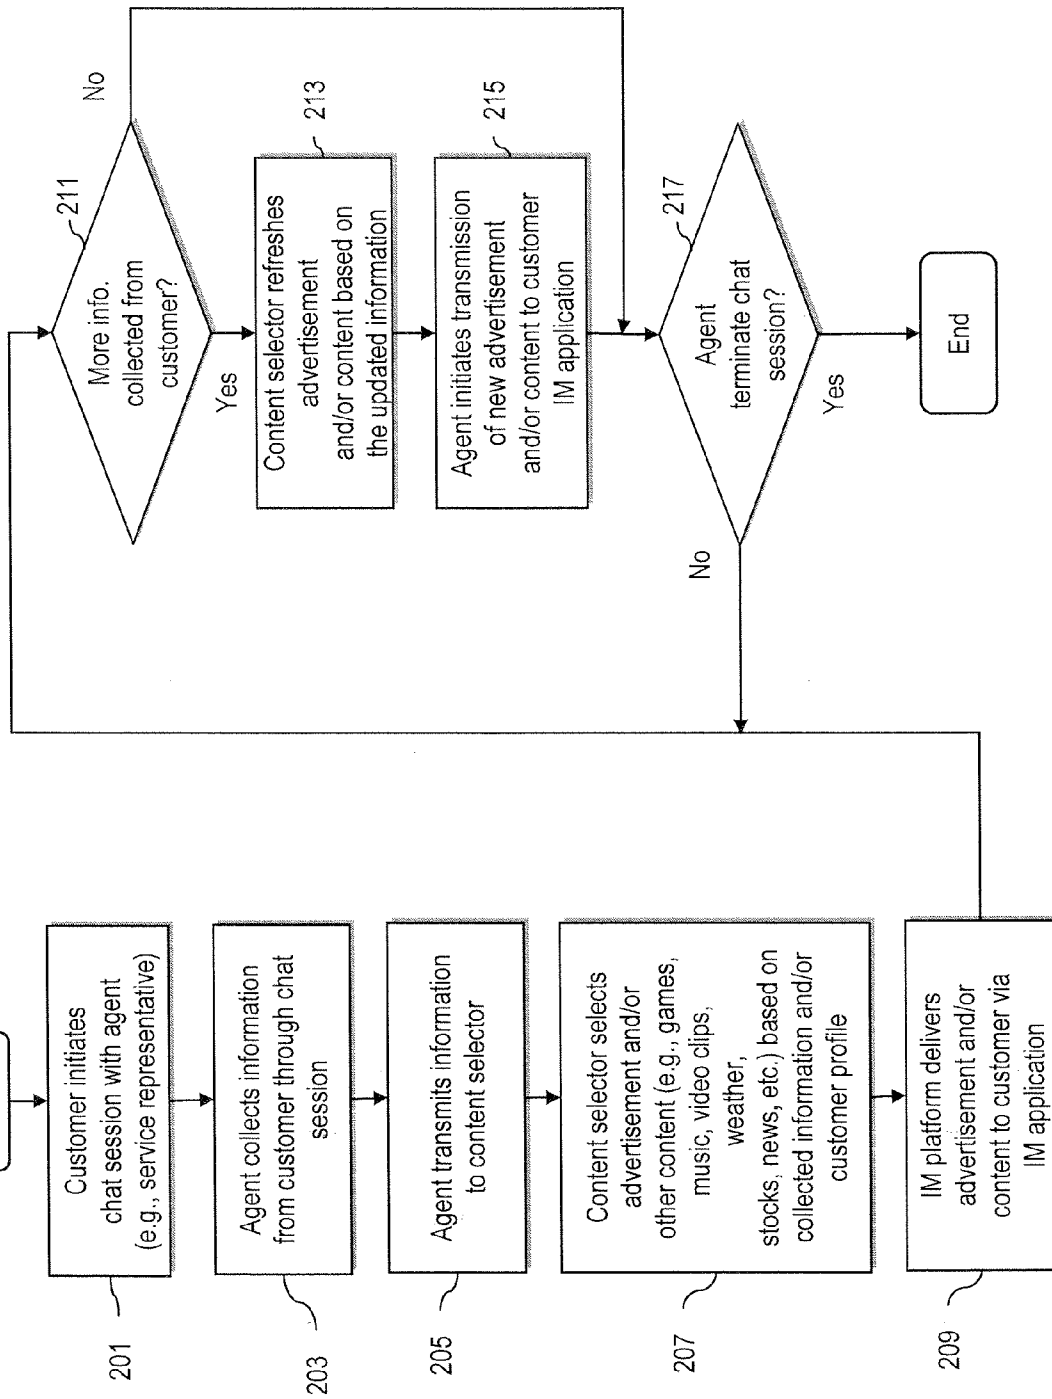 Customer initiates
chat session with agent
(e.g., service representative)
201
Agent collects information
from customer through chat
session
203
Agent transmits information
to content selector
205
Content selector selects
advertisement and/or
other content (e.g., games,
music, video clips,
weather,
stocks, news, etc.) based on
collected information and/or
customer profile
207
IM platform delivers
advertisement and/or
content to customer via
IM application
209
More info.
collected from
customer?
211
No
Yes
Content selector refreshes
advertisement
and/or content based on
the updated information
213
Agent initiates transmission
of new advertisement
and/or content to customer
IM application
215
Agent
terminate chat
session?
217
No
Yes
End